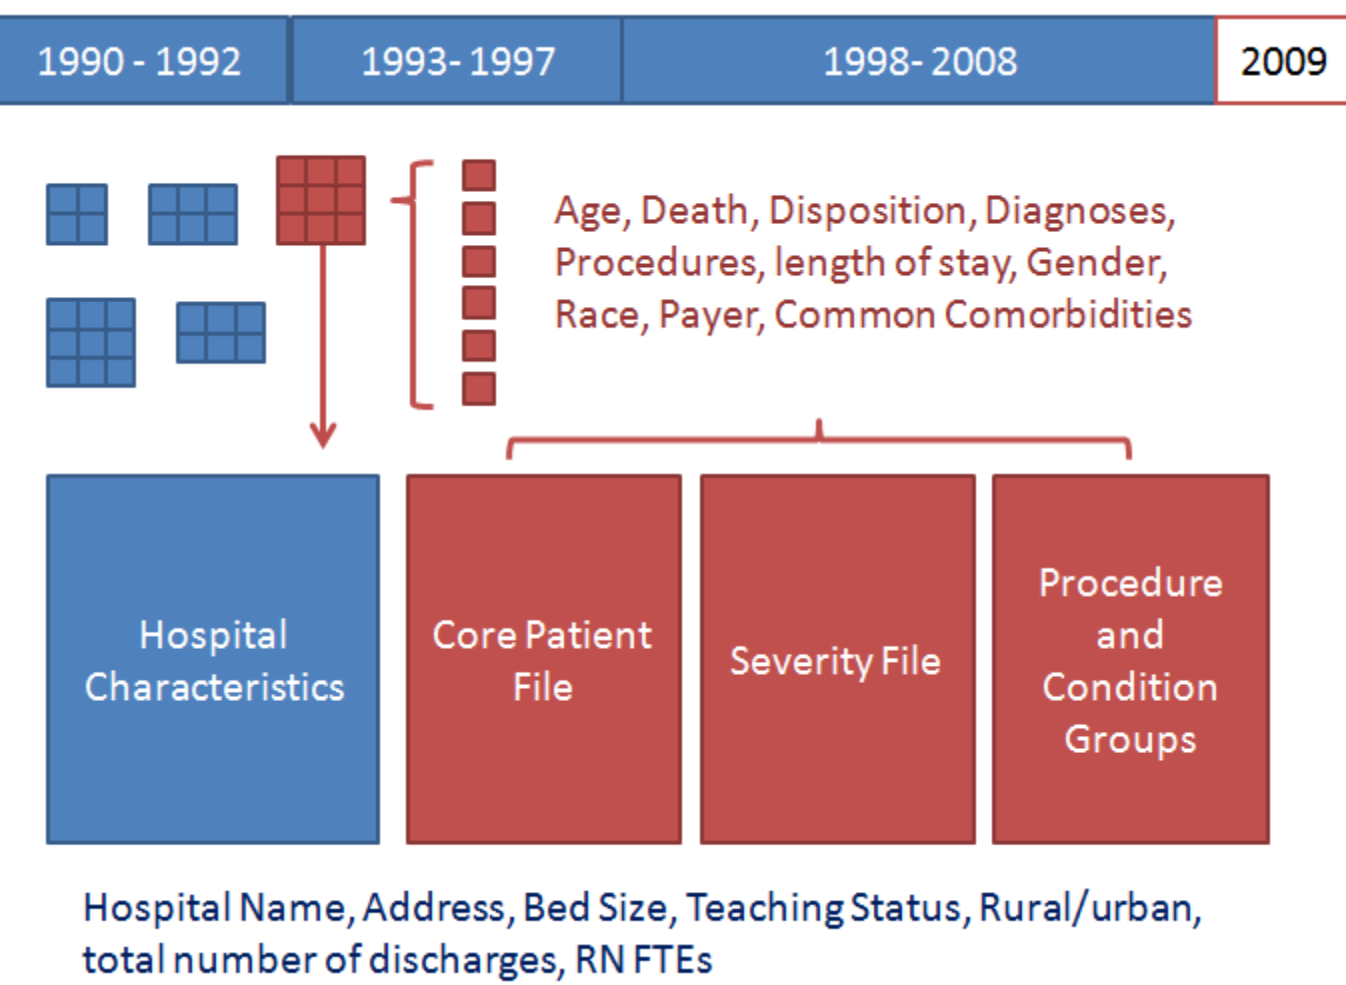 1990 - 1992
1993- 1997
1998- 2008
2009
Age, Death, Disposition, Diagnoses,
Procedures, length of stay, Gender,
Race, Payer, Common Comorbidities
Hospital
Characteristics
Core Patient
File
Severity File
Procedure
and
Condition
Groups
Hospital Name, Address, Bed Size, Teaching Status, Rural/urban,
total number of discharges, RN FTEs